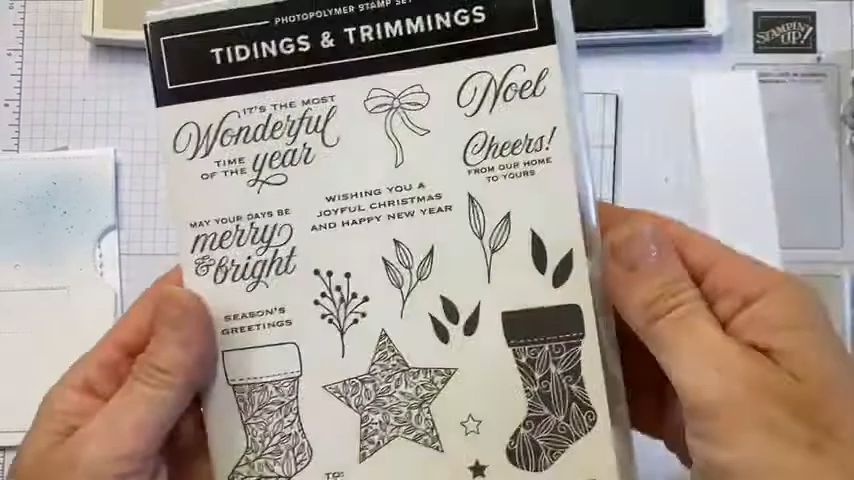 PHOTOPOLYMER STAMP SET
TIDINGS & TRIMMINGS
IT'S THE MOST
Wonderful
TIME
OF THE year
Noel
Cheers!
FROM OUR HOME
TO YOURS
WISHING YOU A
JOYFUL CHRISTMAS
AND HAPPY NEW YEAR
MAY YOUR DAYS BE
merry
& bright
SEASON'S
GREETINGS
TO:
STAMPIN' UP!